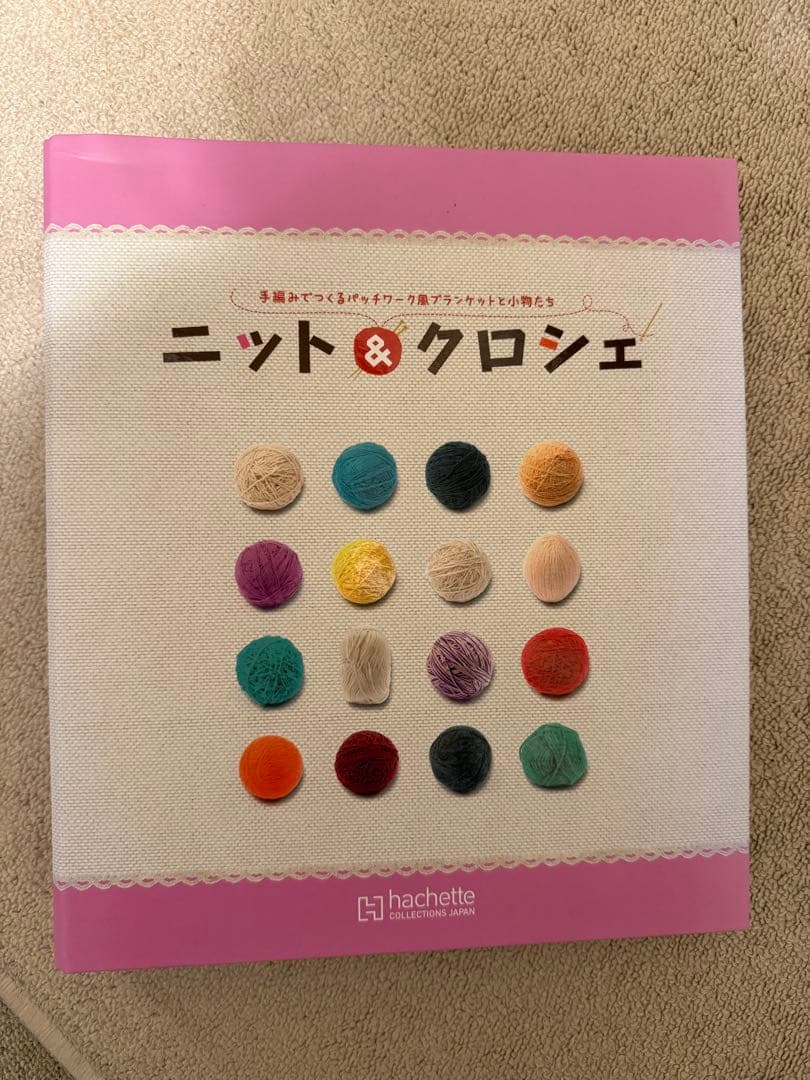 手編みでつくるパッチワーク風ブランケットと小物たち
ニット&クロシェ
hachette
COLLECTIONS JAPAN